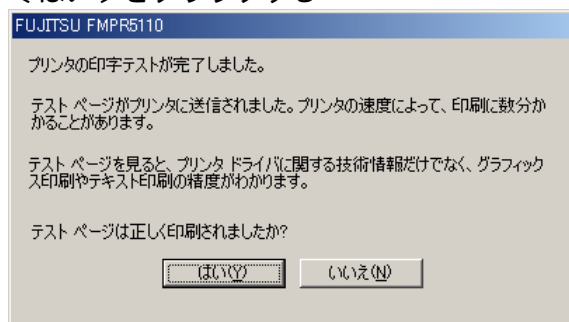 FUJITSU FMPR5110
プリンタの印字テストが完了しました。
テスト ページがプリンタに送信されました。プリンタの速度によって、印刷に数分か
かることがあります。
テスト ページを見ると、プリンタ ドライバに関する技術情報だけでなく、グラフィック
ス印刷やテキスト印刷の精度がわかります。
テスト ページは正しく印刷されましたか?
はい(Y)
いいえ(N)